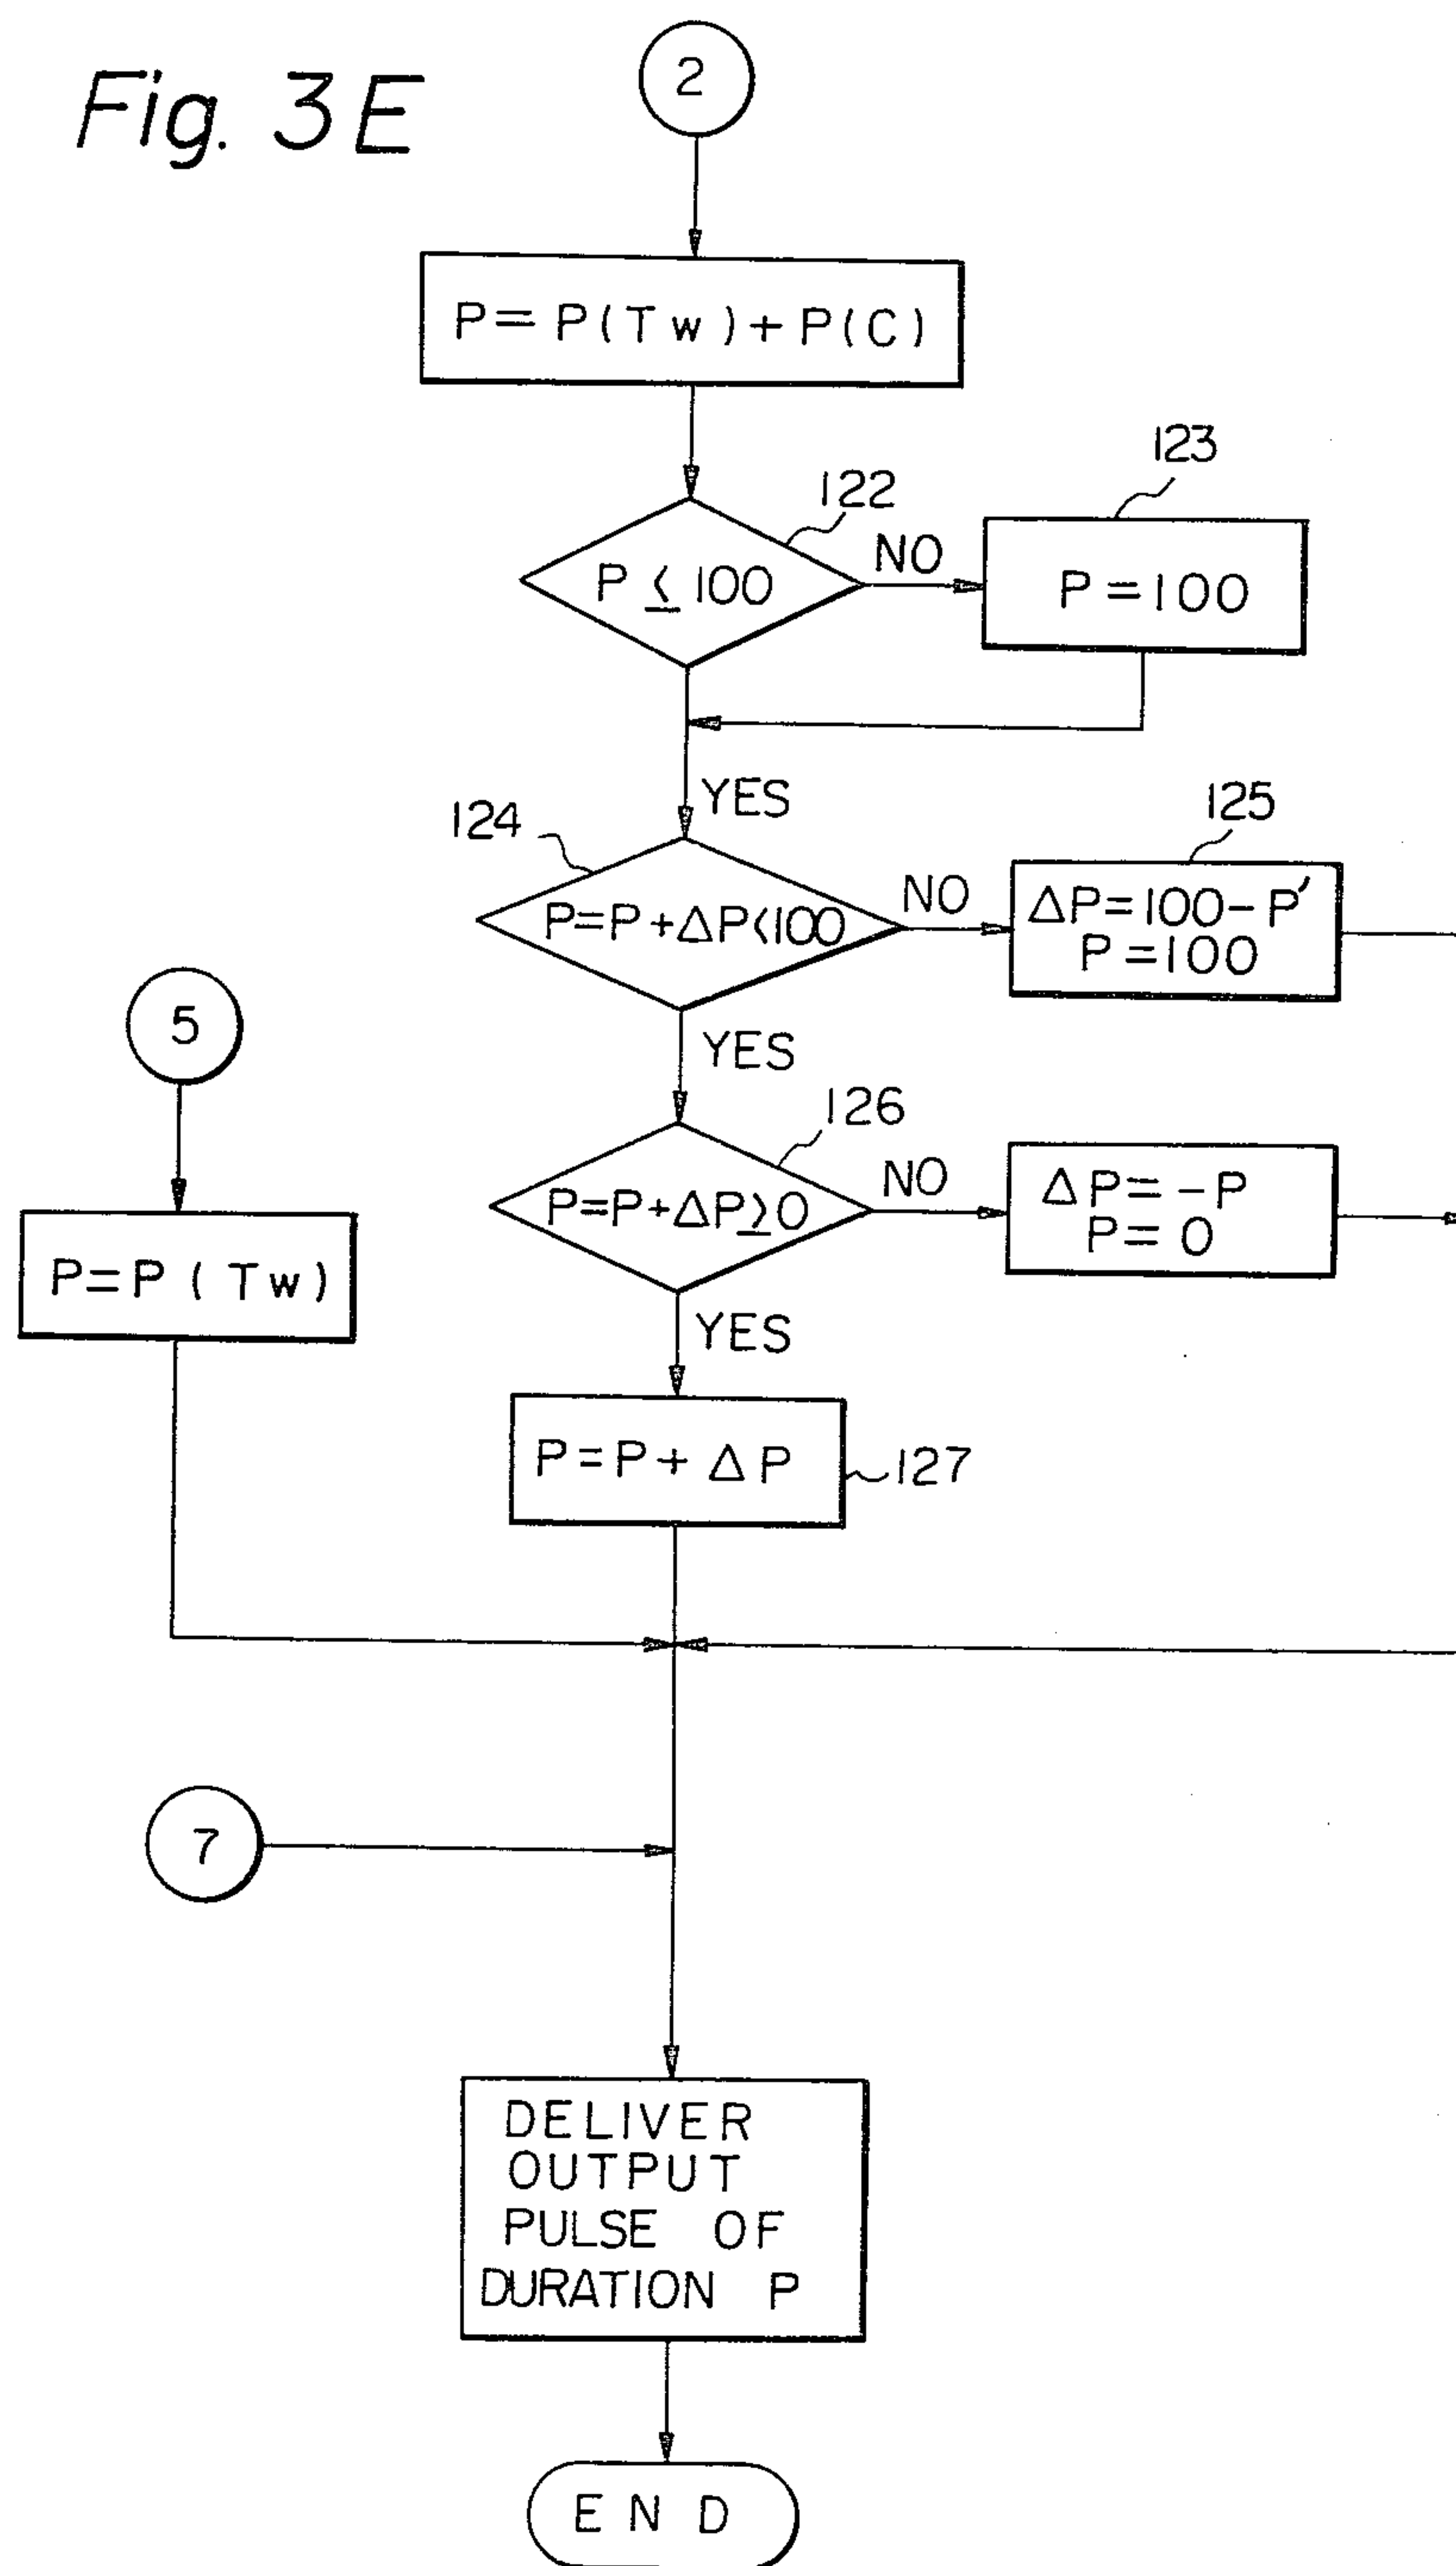 Fig. 3E
2
P=P(Tw)+P(C)
122
123
P≤100
NO
P=100
YES
124
125
P=P+ΔP<100
NO
ΔP=100-P'
P=100
5
YES
126
P=P+ΔP≥0
NO
ΔP=-P
P=0
P=P(Tw)
YES
P=P+ΔP
127
7
DELIVER
OUTPUT
PULSE OF
DURATION P
END